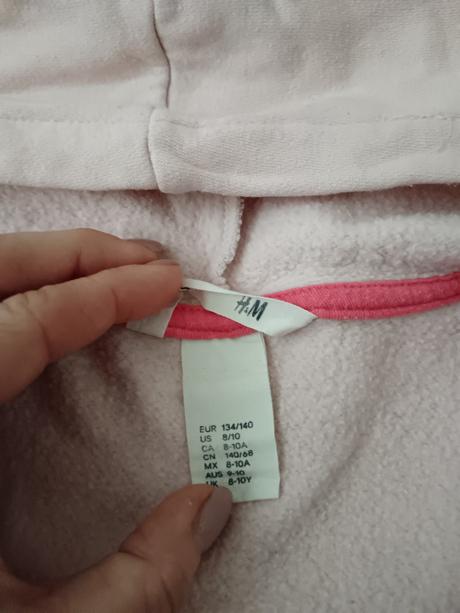 H&M
EUR 134/140
US 8/10
CA 8-10A
CN 140/68
MX 8-10A
AUS 9-10
UK 8-10Y